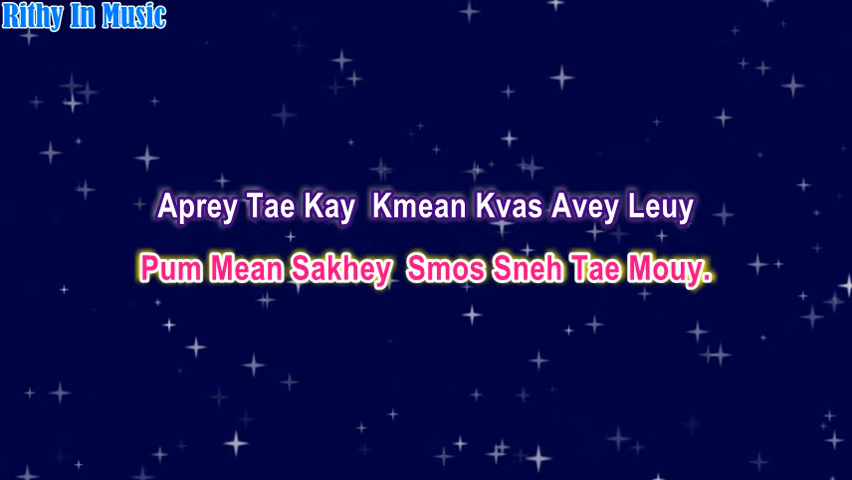 Rithy In Music
Aprey Tae Kay Kmean Kvas Avey Leuy
Pum Mean Sakhey Smos Sneh Tae Mouy.